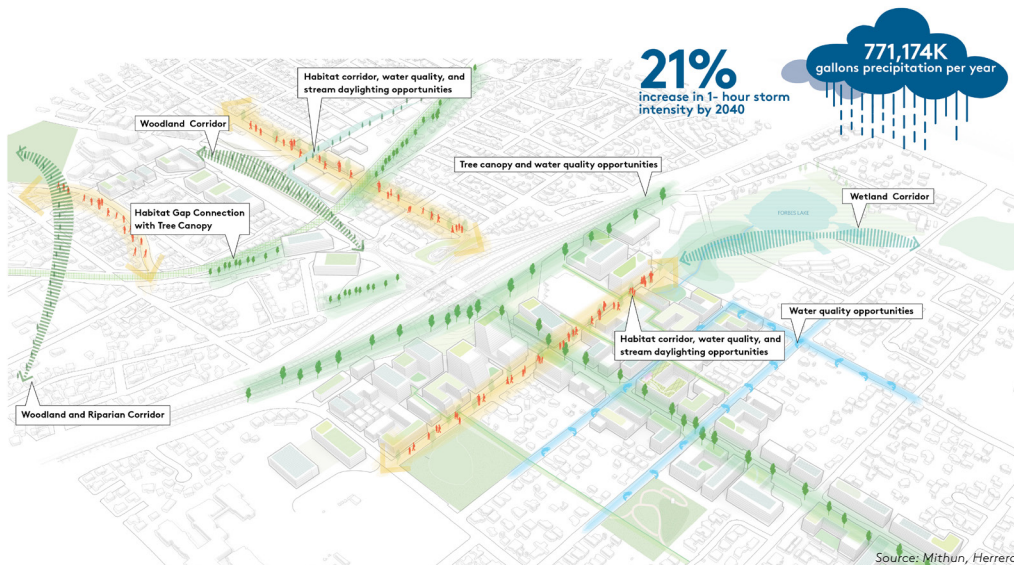 21%
increase in 1- hour storm
intensity by 2040
771,174K
gallons precipitation per year
Habitat corridor, water quality, and
stream daylighting opportunities
Woodland Corridor
Tree canopy and water quality opportunities
Wetland Corridor
Habitat Gap Connection
with Tree Canopy
FORBES LAKE
Water quality opportunities
Habitat corridor, water quality, and
stream daylighting opportunities
Woodland and Riparian Corridor
Source: Mithun, Herrera